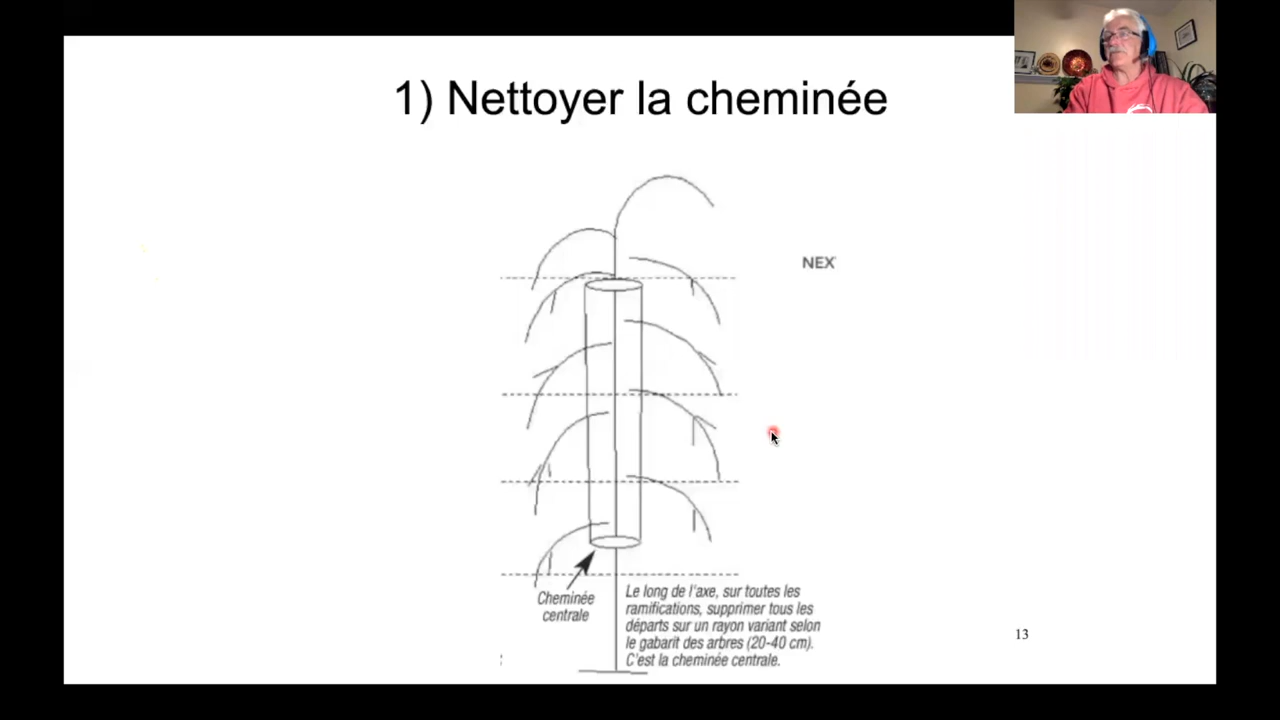 1) Nettoyer la cheminée
NEX
Cheminée
centrale
Le long de l'axe, sur toutes les
ramifications, supprimer tous les
départs sur un rayon variant selon
le gabarit des arbres (20-40 cm).
C'est la cheminée centrale.
13